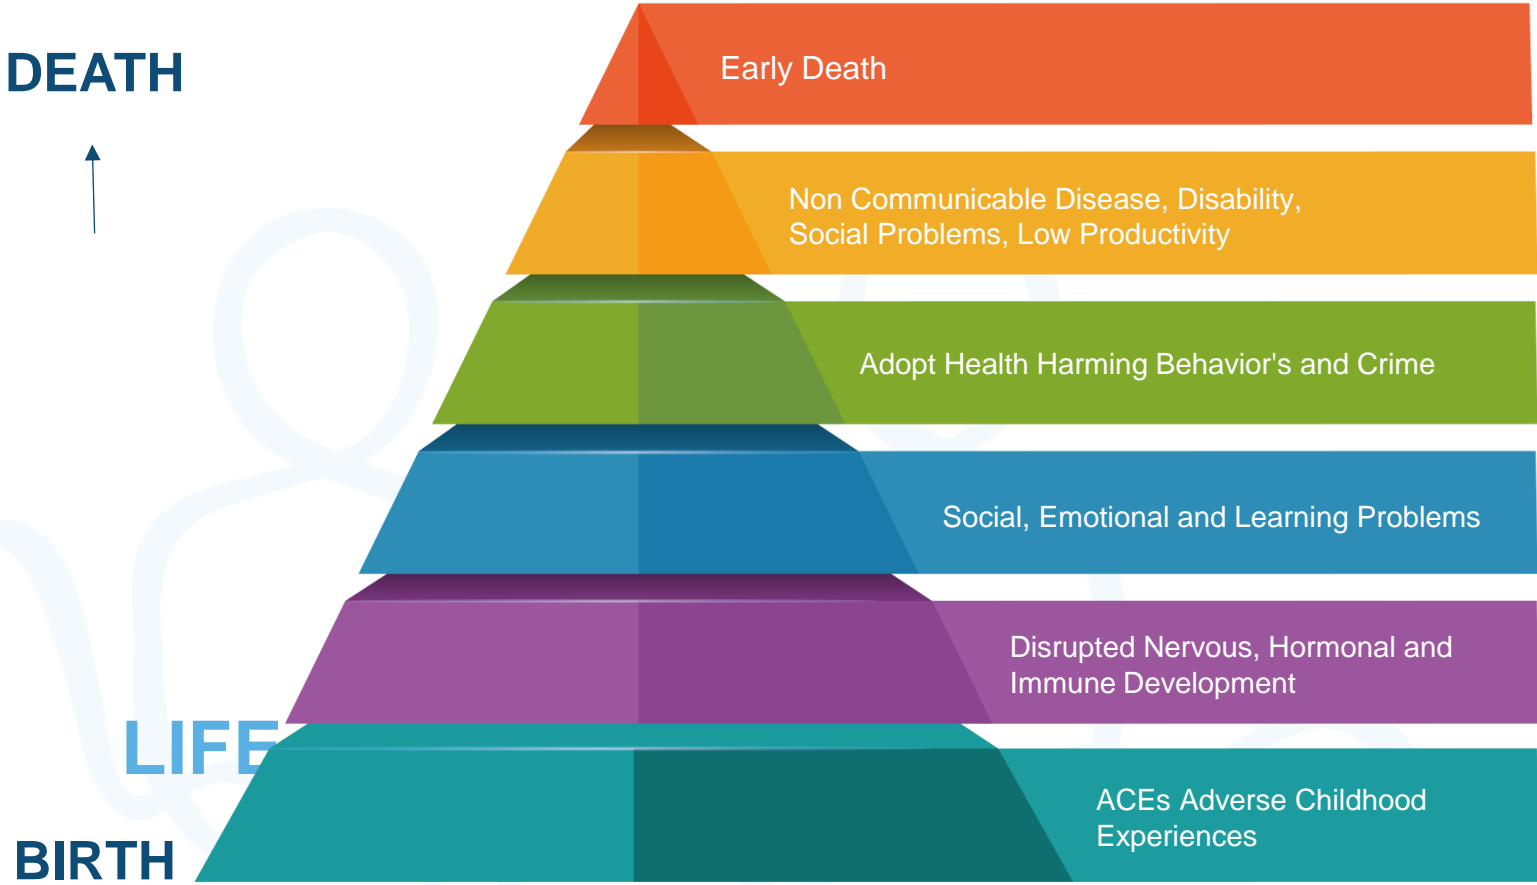 DEATH
Early Death
Non Communicable Disease, Disability,
Social Problems, Low Productivity
Adopt Health Harming Behavior's and Crime
Social, Emotional and Learning Problems
Disrupted Nervous, Hormonal and
Immune Development
LIFE
ACEs Adverse Childhood
Experiences
BIRTH